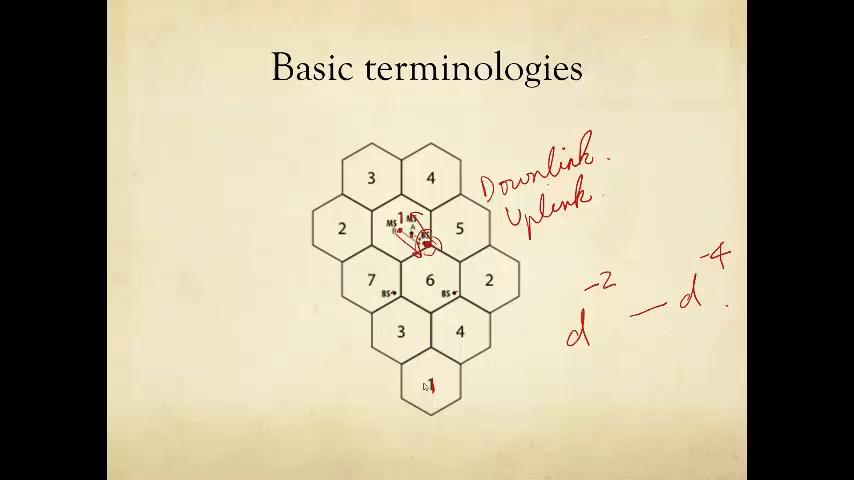 Basic terminologies
3 4
Downlink.
Uplink.
2 1 5
MS MS
A
BS
7 6 2
BS BS
d⁻² — d⁻⁴.
3 4
1